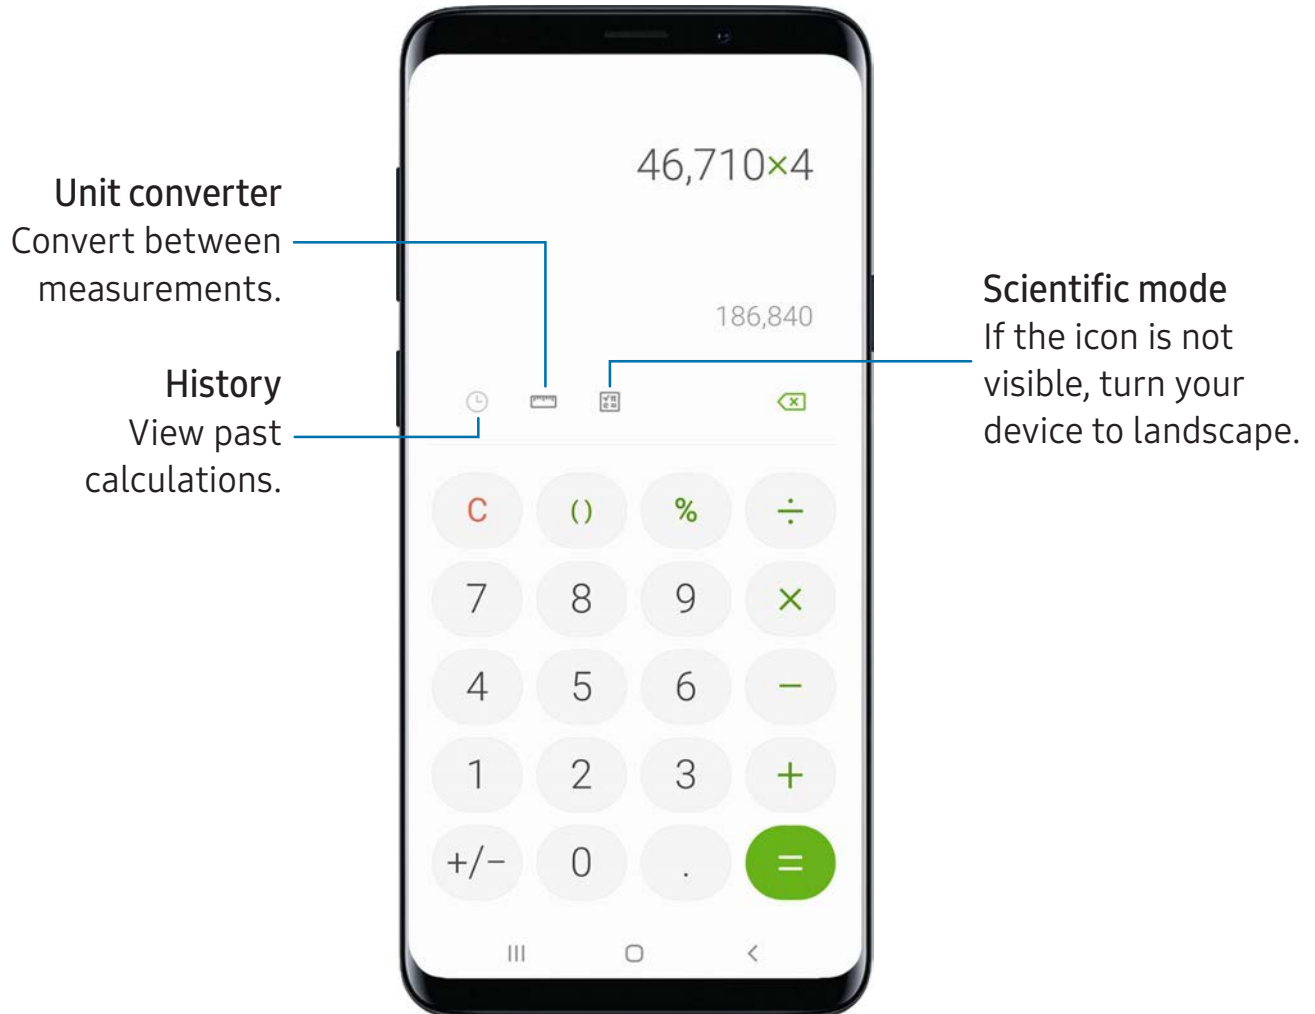 46,710×4
Unit converter
Convert between
measurements.
186,840
Scientific mode
If the icon is not
visible, turn your
device to landscape.
History
View past
calculations.
C () % ÷
7 8 9 ×
4 5 6 −
1 2 3 +
+/− 0 . =